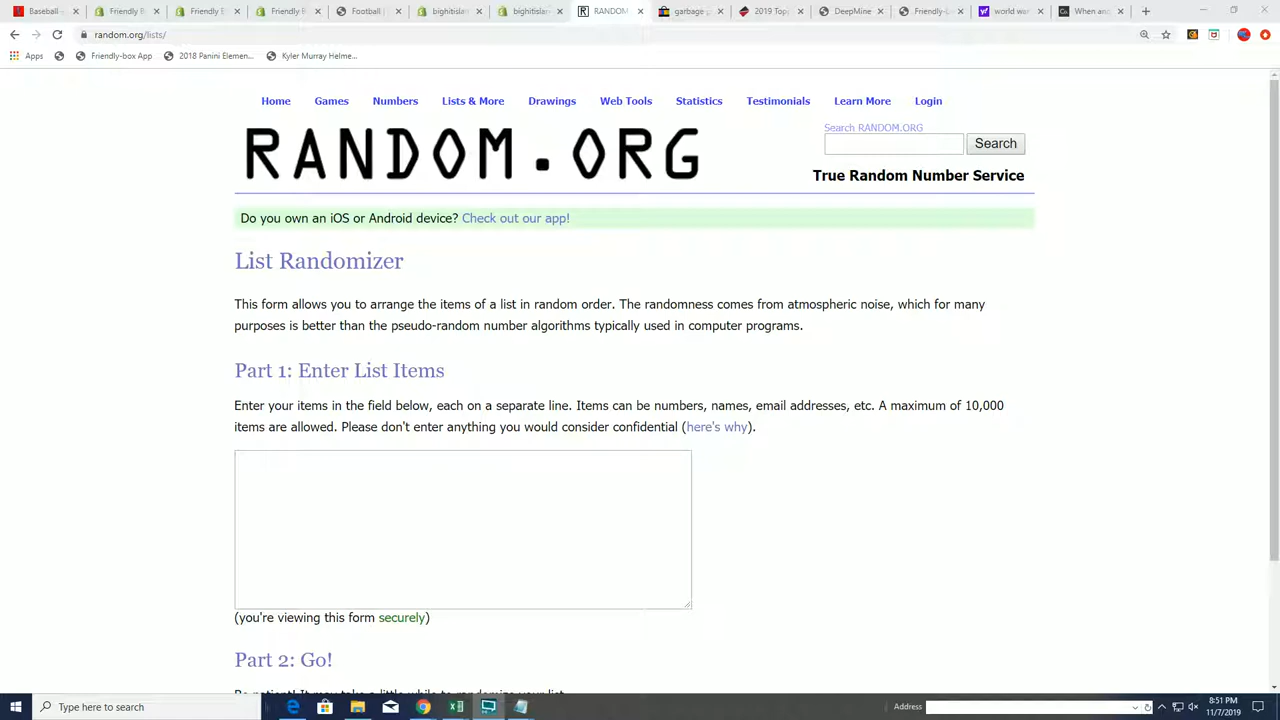 Baseball
Friendly B
Friendly B
Friendly B
Football
bighitisla
bighitisla
RANDOM
garbage
2019 Topp
DeepMine
Friendly-
world wa
When and
random.org/lists/
Apps
Friendly-box App
2018 Panini Elemen...
Kyler Murray Helme...
Home Games Numbers Lists & More Drawings Web Tools Statistics Testimonials Learn More Login
Search RANDOM.ORG
RANDOM.ORG
Search
True Random Number Service
Do you own an iOS or Android device? Check out our app!
List Randomizer
This form allows you to arrange the items of a list in random order. The randomness comes from atmospheric noise, which for many
purposes is better than the pseudo-random number algorithms typically used in computer programs.
Part 1: Enter List Items
Enter your items in the field below, each on a separate line. Items can be numbers, names, email addresses, etc. A maximum of 10,000
items are allowed. Please don't enter anything you would consider confidential (here's why).
(you're viewing this form securely)
Part 2: Go!
Be patient! It may take a little while to randomize your list
Type here to search
Address
8:51 PM
11/7/2019